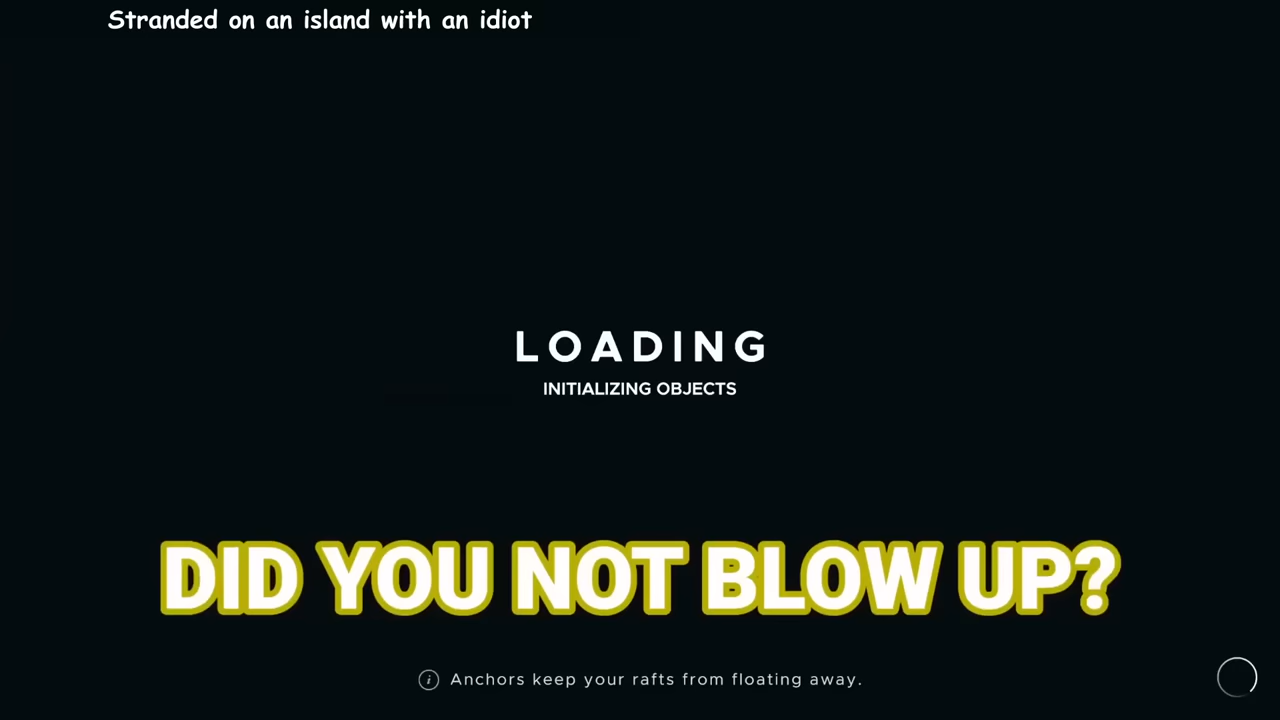 Stranded on an island with an idiot
LOADING
INITIALIZING OBJECTS
DID YOU NOT BLOW UP?
Anchors keep your rafts from floating away.